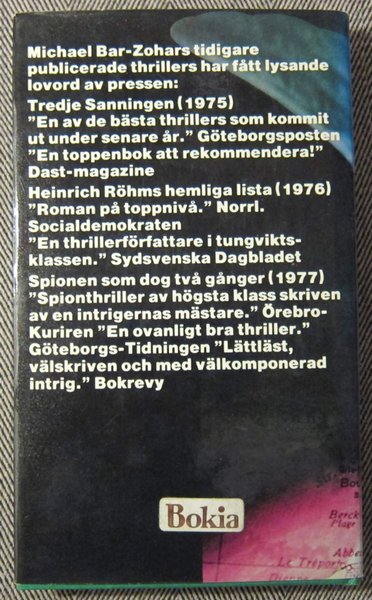 Michael Bar-Zohars tidigare
publicerade thrillers har fått lysande
lovord av pressen:
Tredje Sanningen (1975)
”En av de bästa thrillers som kommit
ut under senare år.” Göteborgsposten
”En toppenbok att rekommendera!”
Dast-magazine
Heinrich Röhms hemliga lista (1976)
”Roman på toppnivå.” Norrl.
Socialdemokraten
”En thrillerförfattare i tungvikts-
klassen.” Sydsvenska Dagbladet
Spionen som dog två gånger (1977)
”Spionthriller av högsta klass skriven
av en intrigernas mästare.” Örebro-
Kuriren ”En ovanligt bra thriller.”
Göteborgs-Tidningen ”Lättläst,
välskriven och med välkomponerad
intrig.” Bokrevy
Bokia
Berck
Plage
Abbe
Le Tréport
Dieppe